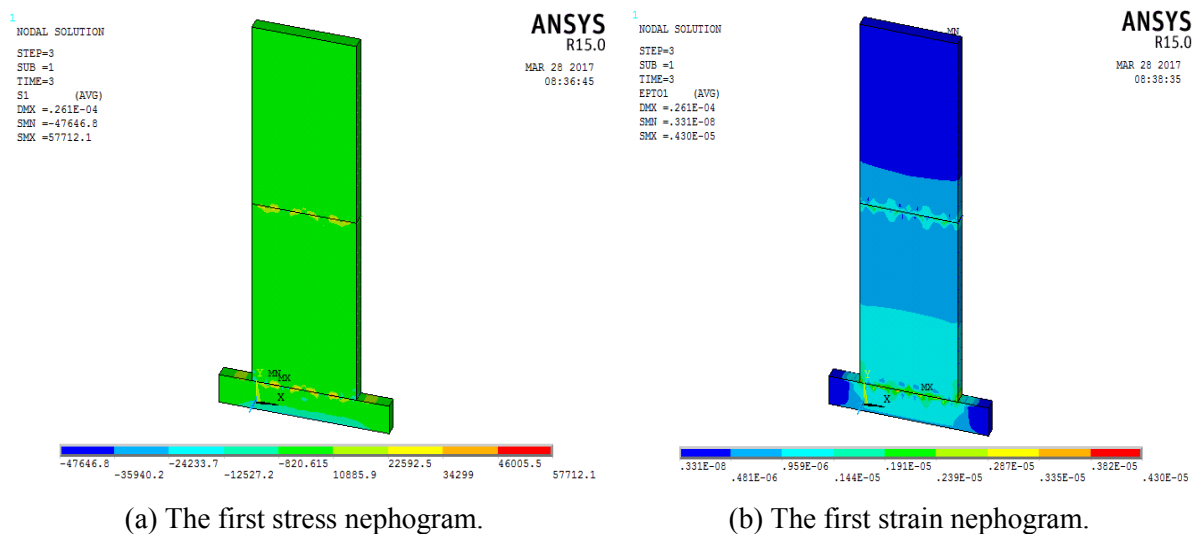 1
NODAL SOLUTION
STEP=3
SUB =1
TIME=3
S1 (AVG)
DMX =.261E-04
SMN =-47646.8
SMX =57712.1
ANSYS
R15.0
MAR 28 2017
08:36:45
MN
MX
Y
X
-47646.8 -24233.7 -820.615 22592.5 46005.5
-35940.2 -12527.2 10885.9 34299 57712.1
(a) The first stress nephogram.
1
NODAL SOLUTION
STEP=3
SUB =1
TIME=3
EPTO1 (AVG)
DMX =.261E-04
SMN =.331E-08
SMX =.430E-05
ANSYS
R15.0
MAR 28 2017
08:38:35
MN
MX
Y
X
.331E-08 .959E-06 .191E-05 .287E-05 .382E-05
.481E-06 .144E-05 .239E-05 .335E-05 .430E-05
(b) The first strain nephogram.